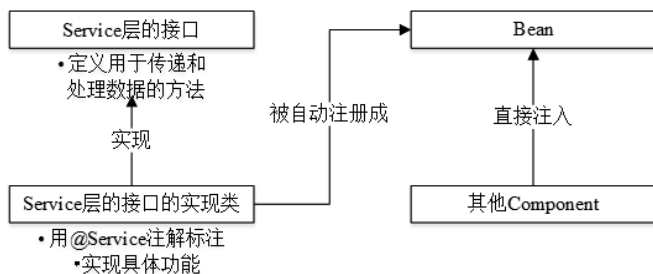 Service层的接口
Bean
•定义用于传递和
处理数据的方法
被自动注册成
直接注入
实现
Service层的接口的实现类
其他Component
•用@Service注解标注
•实现具体功能